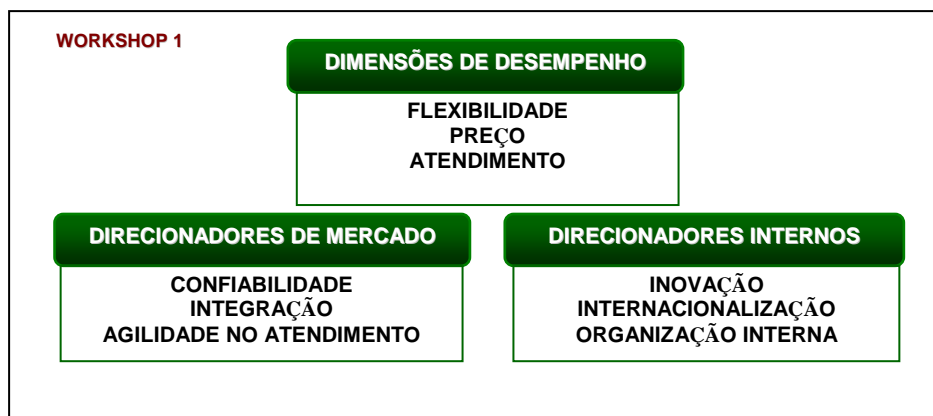 WORKSHOP 1
DIMENSÕES DE DESEMPENHO
FLEXIBILIDADE
PREÇO
ATENDIMENTO
DIRECIONADORES DE MERCADO
CONFIABILIDADE
INTEGRAÇÃO
AGILIDADE NO ATENDIMENTO
DIRECIONADORES INTERNOS
INOVAÇÃO
INTERNACIONALIZAÇÃO
ORGANIZAÇÃO INTERNA